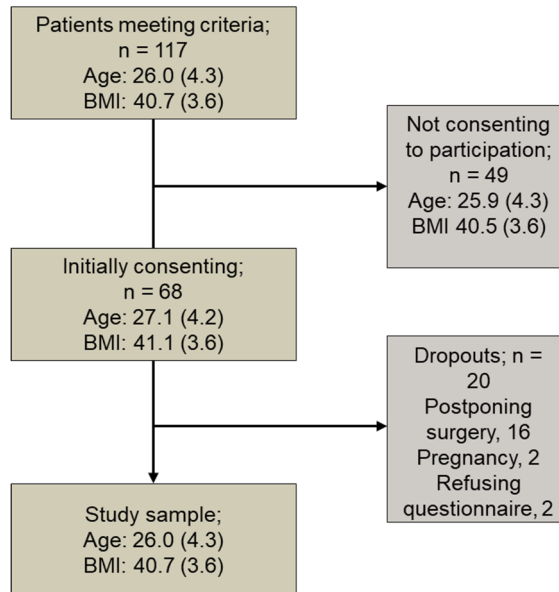 Patients meeting criteria;
n = 117
Age: 26.0 (4.3)
BMI: 40.7 (3.6)
Not consenting
to participation;
n = 49
Age: 25.9 (4.3)
BMI 40.5 (3.6)
Initially consenting;
n = 68
Age: 27.1 (4.2)
BMI: 41.1 (3.6)
Dropouts; n =
20
Postponing
surgery, 16
Pregnancy, 2
Refusing
questionnaire, 2
Study sample;
Age: 26.0 (4.3)
BMI: 40.7 (3.6)